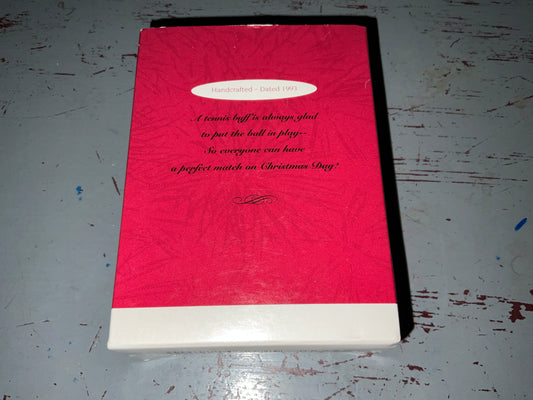 Handcrafted - Dated 1993
A tennis buff is always glad
to put the ball in play--
So everyone can have
a perfect match on Christmas Day!